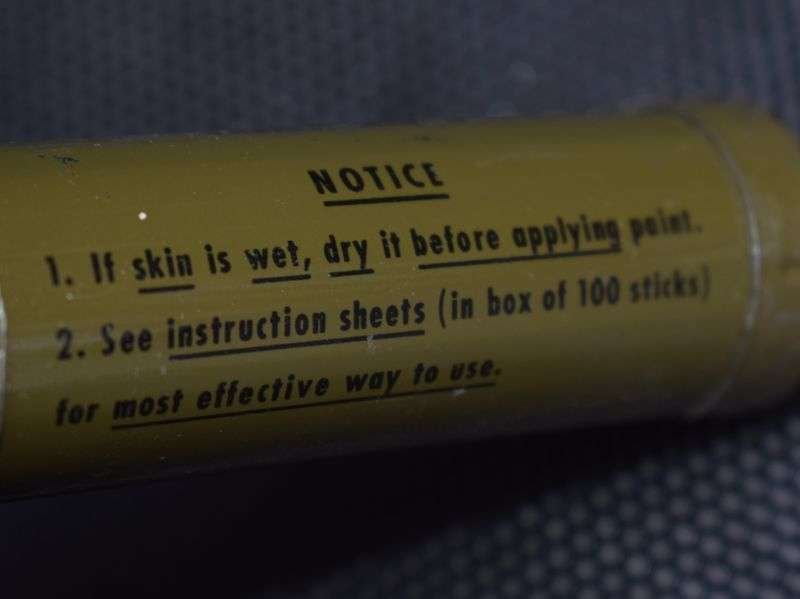 NOTICE
1. If skin is wet, dry it before applying paint.
2. See instruction sheets (in box of 100 sticks)
for most effective way to use.